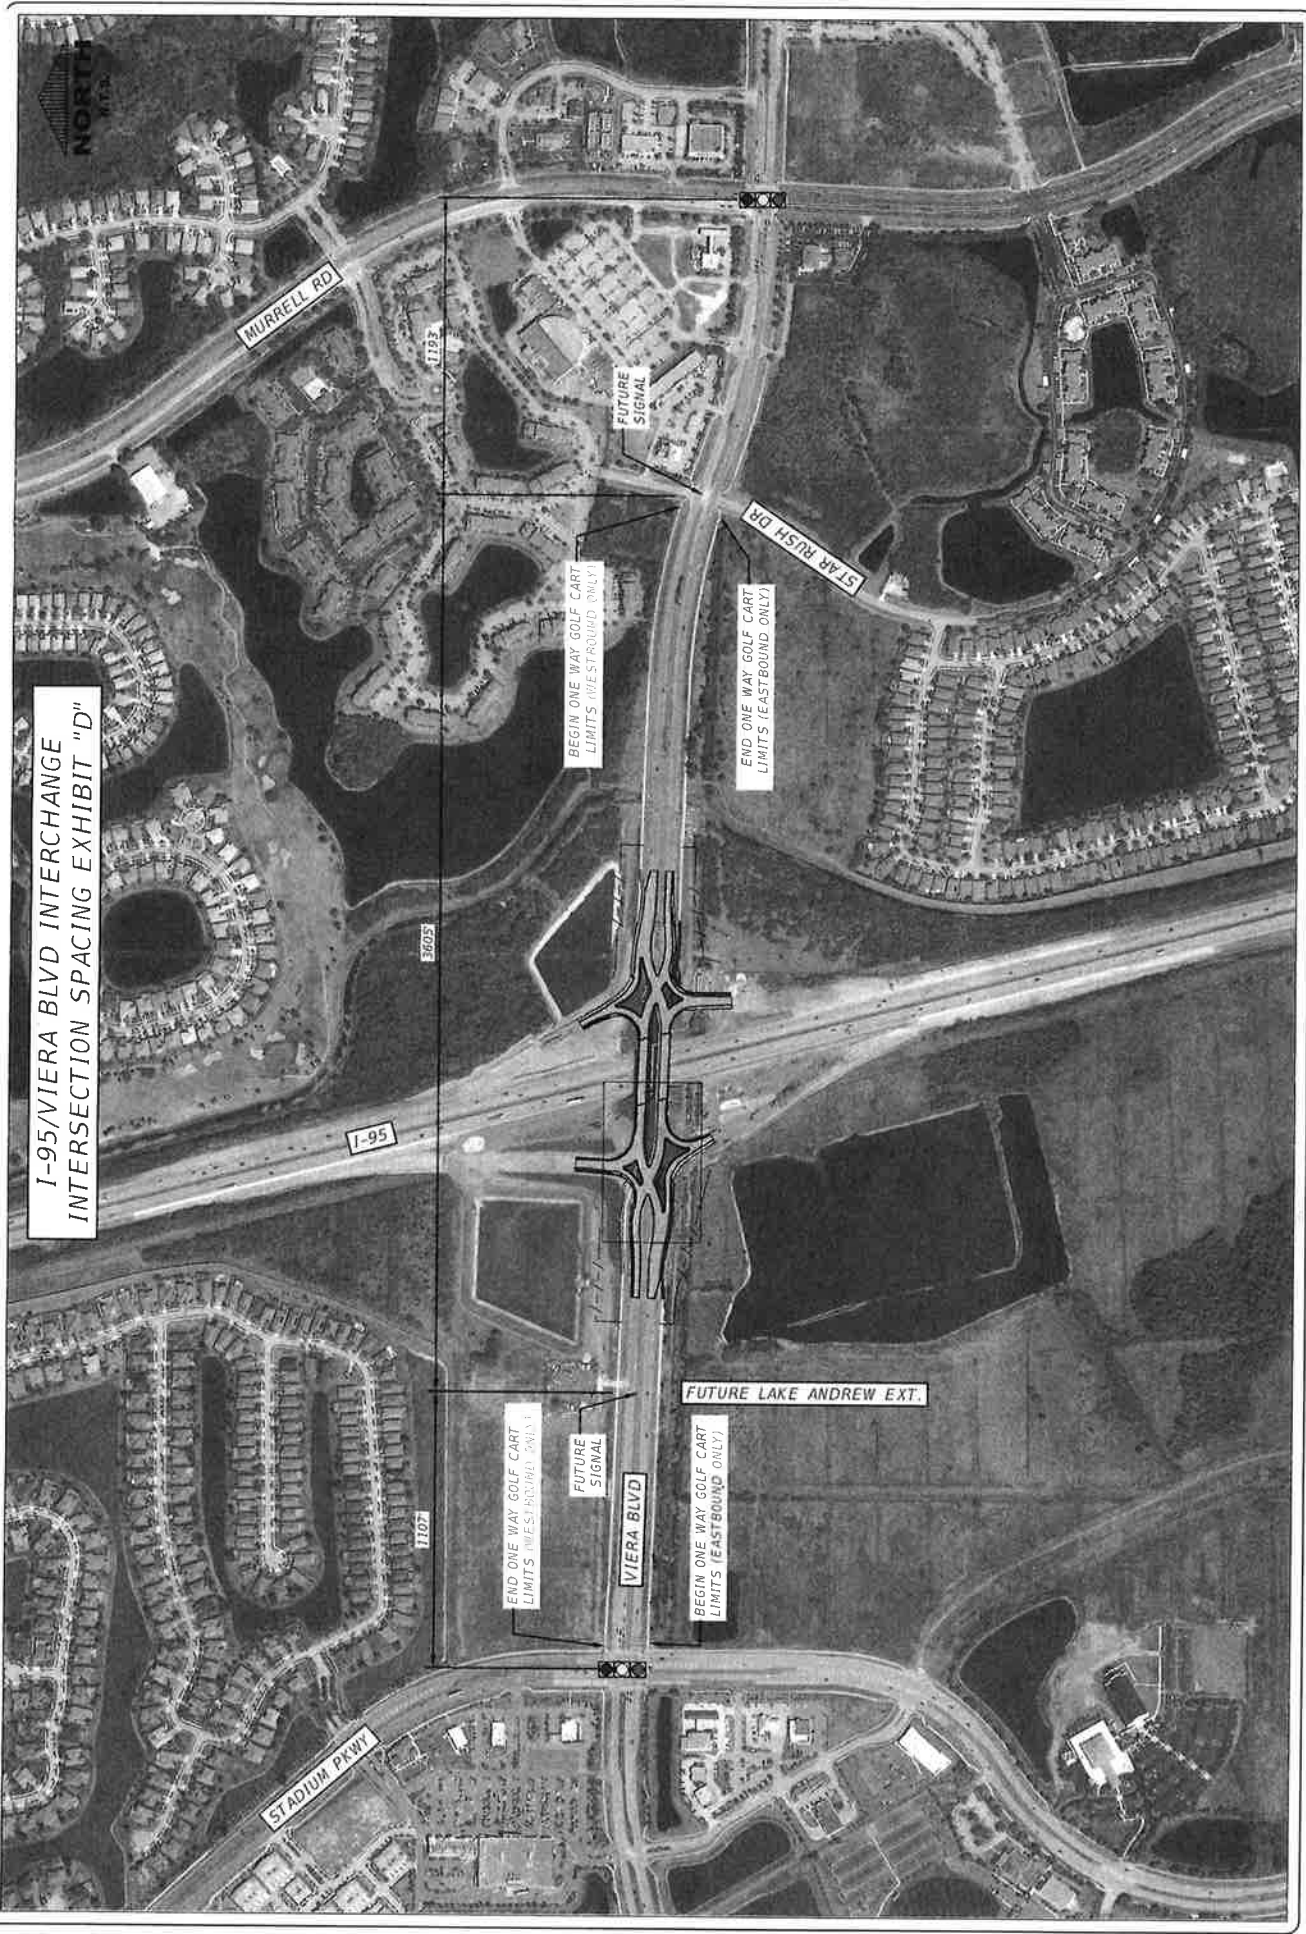 I-95/VIERA BLVD INTERCHANGE
INTERSECTION SPACING EXHIBIT "D"
NORTH
N.T.S.
MURRELL RD
1193
FUTURE
SIGNAL
STAR RUSH DR
BEGIN ONE WAY GOLF CART
LIMITS (WESTBOUND ONLY)
END ONE WAY GOLF CART
LIMITS (EASTBOUND ONLY)
3605
I-95
FUTURE LAKE ANDREW EXT.
FUTURE
SIGNAL
1107
VIERA BLVD
END ONE WAY GOLF CART
LIMITS (WESTBOUND ONLY)
BEGIN ONE WAY GOLF CART
LIMITS (EASTBOUND ONLY)
STADIUM PKWY